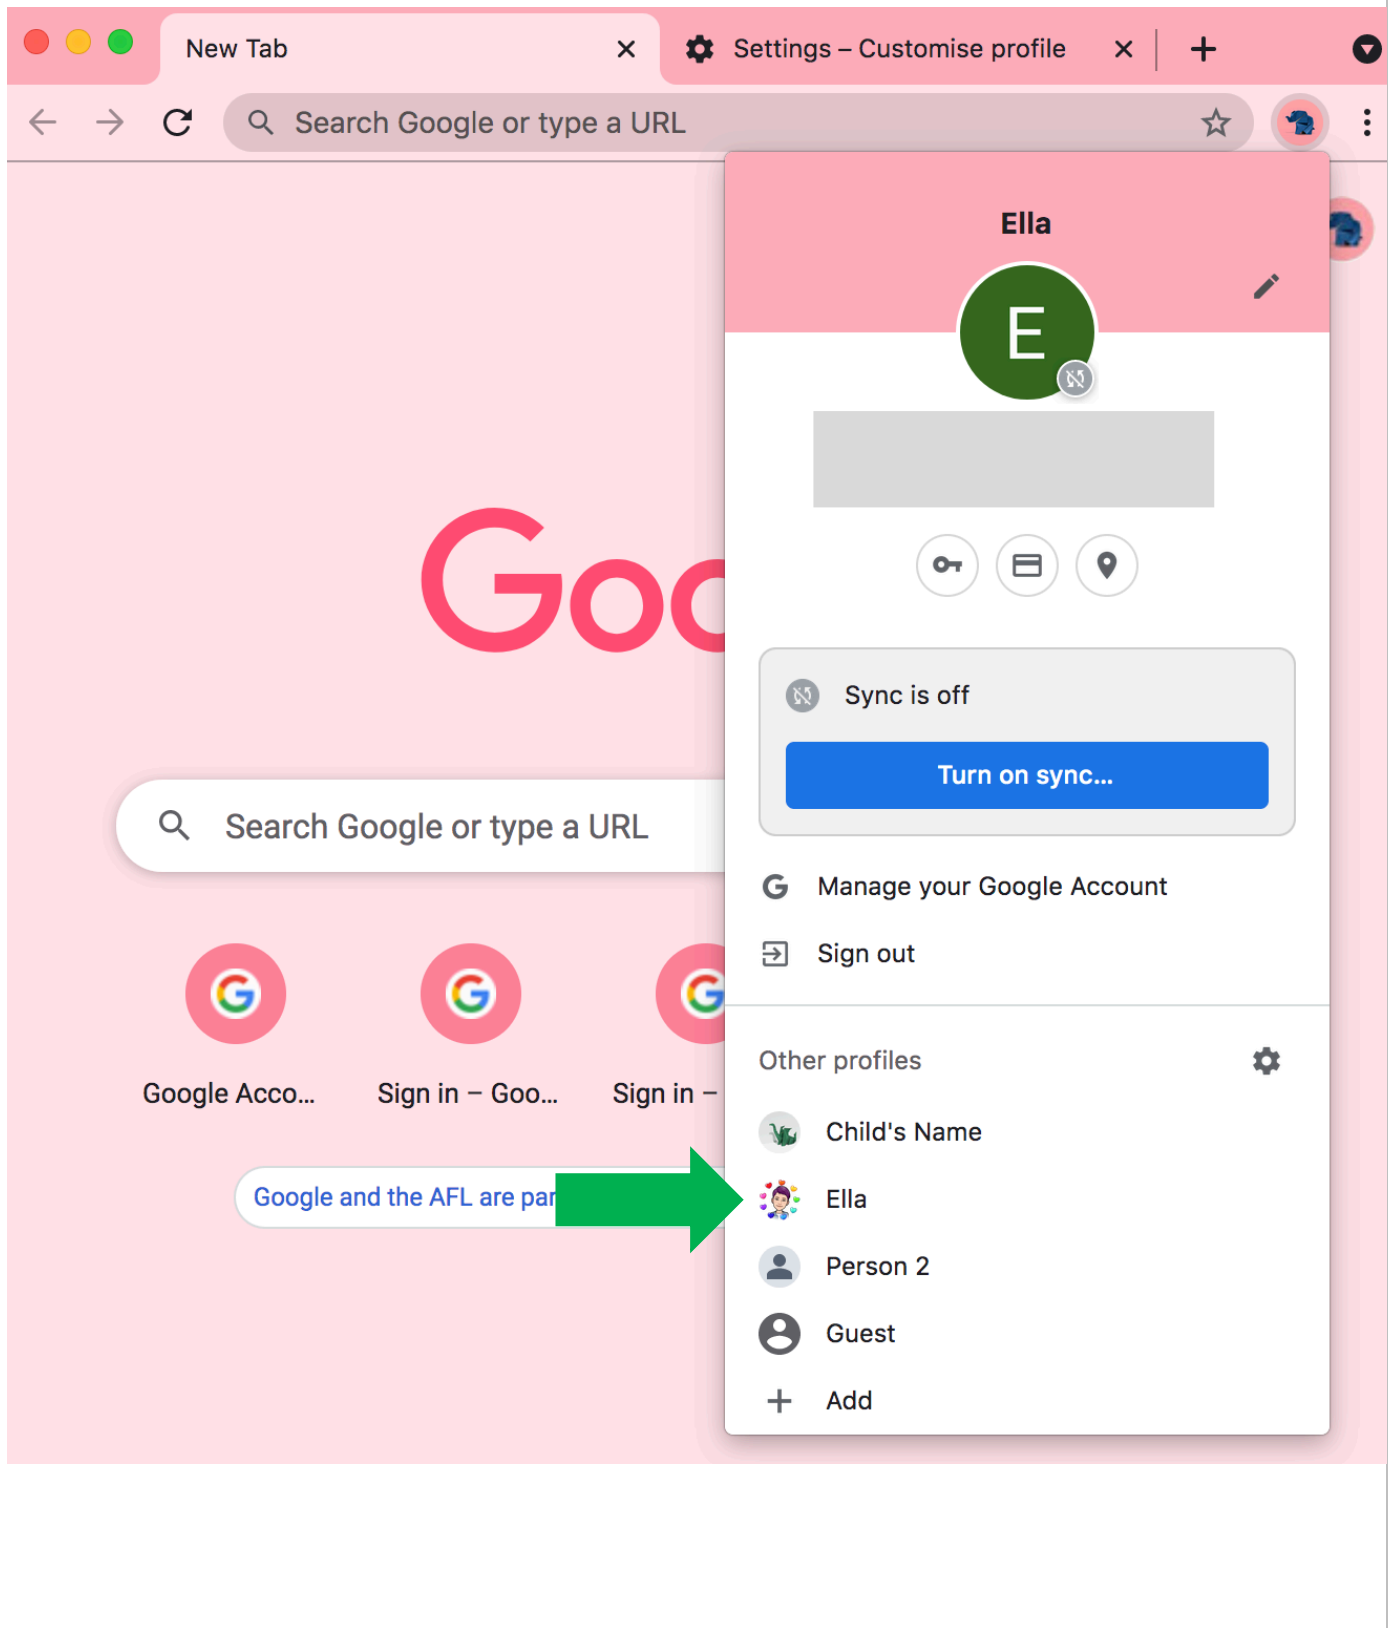 New Tab
Settings – Customise profile
Search Google or type a URL
Ella
E
Goo
Sync is off
Turn on sync...
Search Google or type a URL
Manage your Google Account
Sign out
Google Acco...
Sign in – Goo...
Sign in –
Other profiles
Child's Name
Google and the AFL are par
Ella
Person 2
Guest
Add